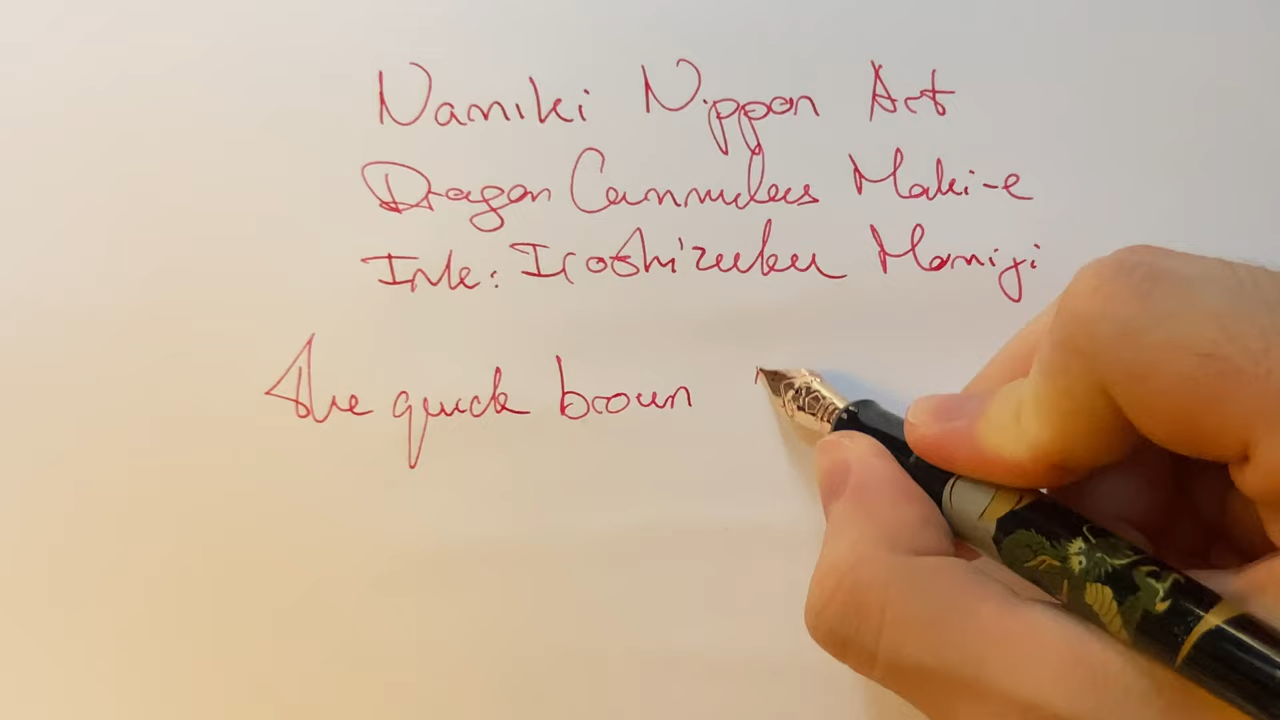 Namiki Nippon Art
Dragon Cumulus Maki-e
Ink: Iroshizuku Momiji
The quick brown